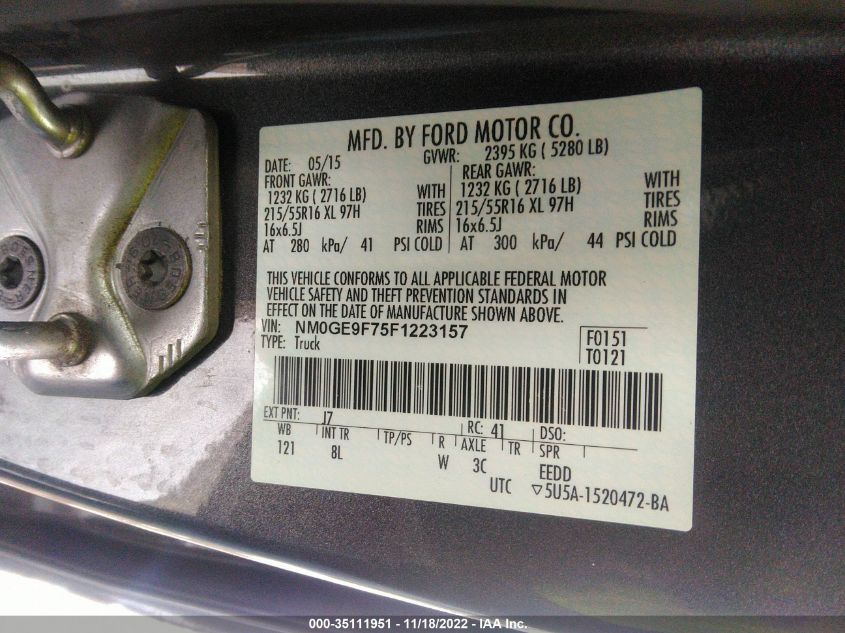 MFD. BY FORD MOTOR CO.
DATE: 05/15 GVWR: 2395 KG ( 5280 LB)
FRONT GAWR: REAR GAWR:
1232 KG ( 2716 LB) WITH 1232 KG ( 2716 LB) WITH
215/55R16 XL 97H TIRES 215/55R16 XL 97H TIRES
16x6.5J RIMS 16x6.5J RIMS
AT 280 kPa/ 41 PSI COLD AT 300 kPa/ 44 PSI COLD
THIS VEHICLE CONFORMS TO ALL APPLICABLE FEDERAL MOTOR
VEHICLE SAFETY AND THEFT PREVENTION STANDARDS IN
EFFECT ON THE DATE OF MANUFACTURE SHOWN ABOVE.
VIN: NM0GE9F75F1223157
TYPE: Truck
F0151
T0121
EXT PNT: J7 RC: 41 DSO:
WB INT TR TP/PS R AXLE TR SPR
121 8L W 3C EEDD
UTC ▽5U5A-1520472-BA
000-35111951 - 11/18/2022 - IAA Inc.